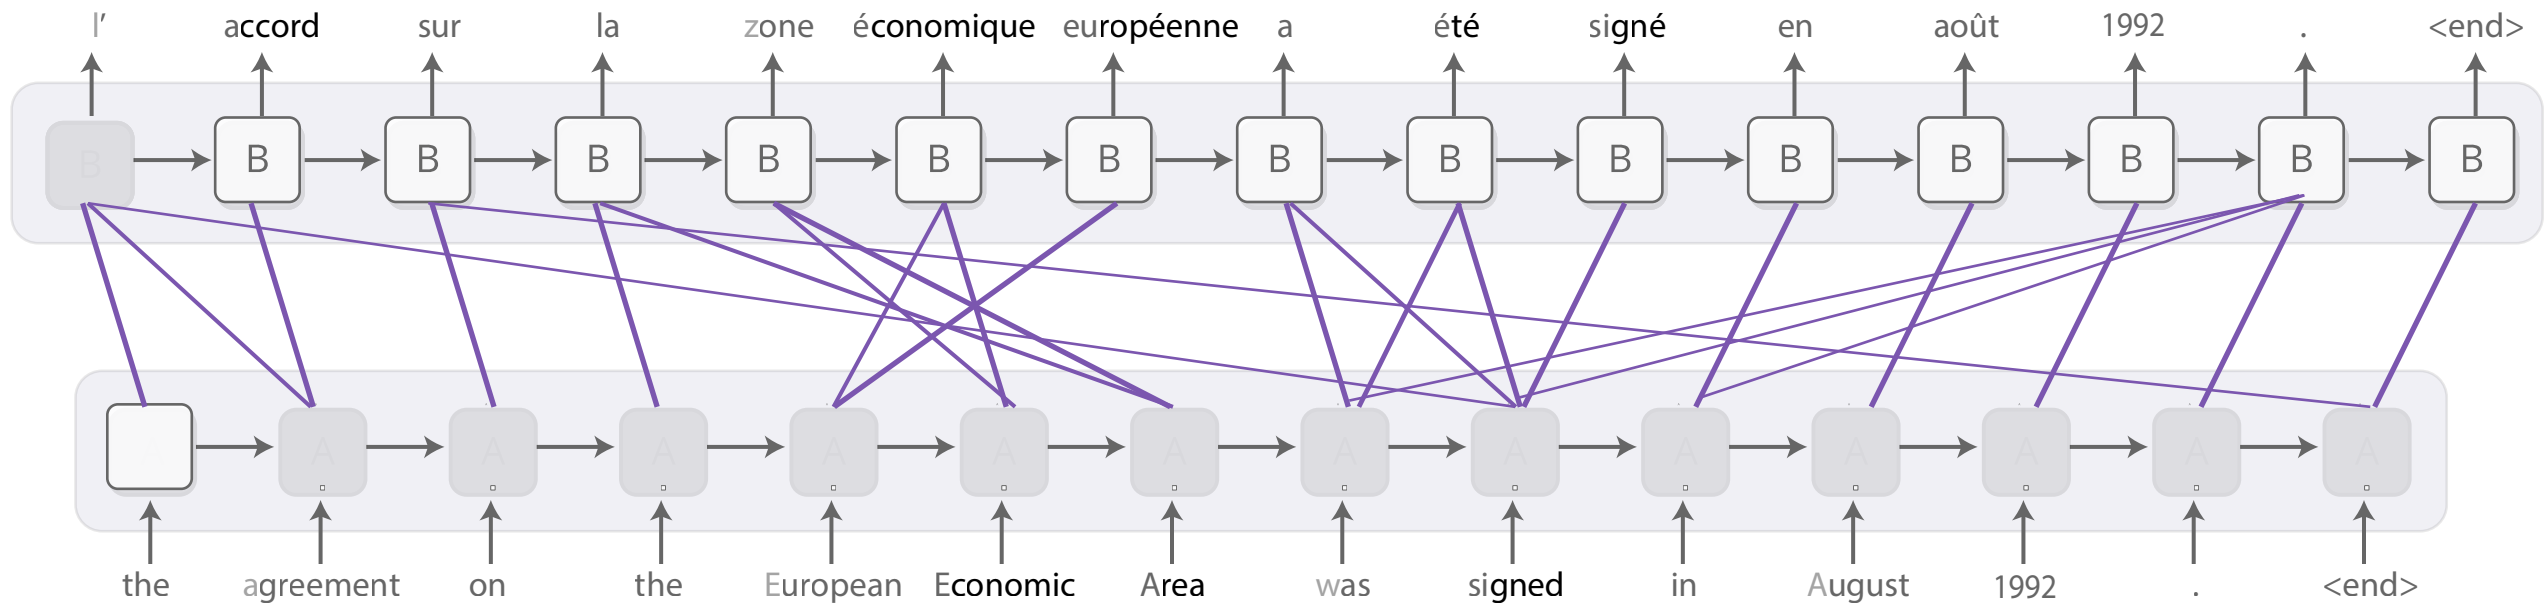 l’ accord sur la zone économique européenne a été signé en août 1992 . <end>
B B B B B B B B B B B B B B B
A A A A A A A A A A A A A
the agreement on the European Economic Area was signed in August 1992 . <end>